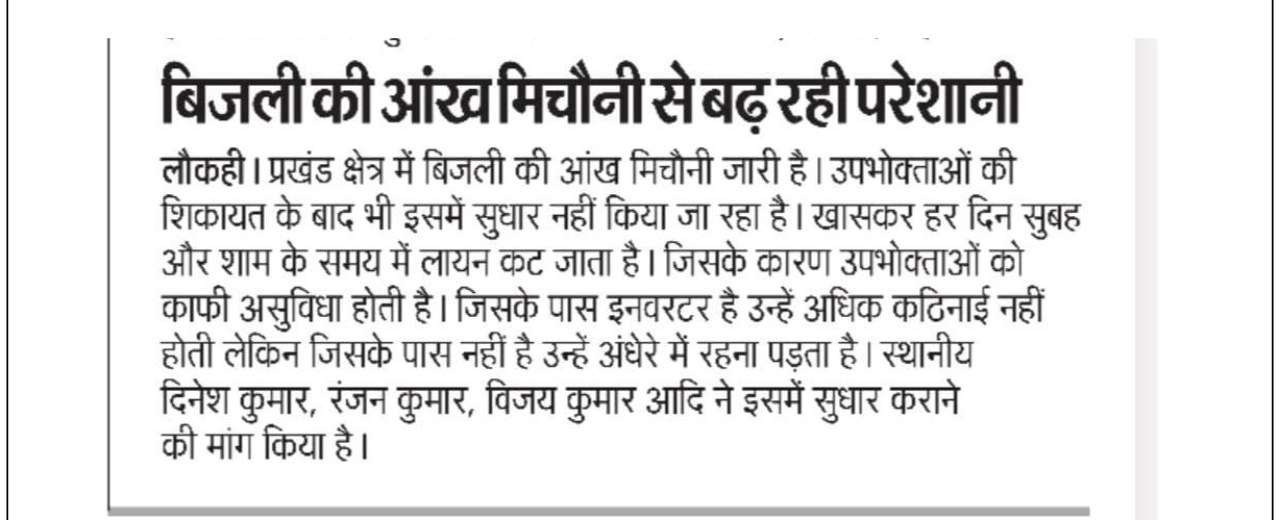 बिजली की आंख मिचौनी से बढ़ रही परेशानी
लौकही। प्रखंड क्षेत्र में बिजली की आंख मिचौनी जारी है। उपभोक्ताओं की
शिकायत के बाद भी इसमें सुधार नहीं किया जा रहा है। खासकर हर दिन सुबह
और शाम के समय में लायन कट जाता है। जिसके कारण उपभोक्ताओं को
काफी असुविधा होती है। जिसके पास इनवरटर है उन्हें अधिक कठिनाई नहीं
होती लेकिन जिसके पास नहीं है उन्हें अंधेरे में रहना पड़ता है। स्थानीय
दिनेश कुमार, रंजन कुमार, विजय कुमार आदि ने इसमें सुधार कराने
की मांग किया है।